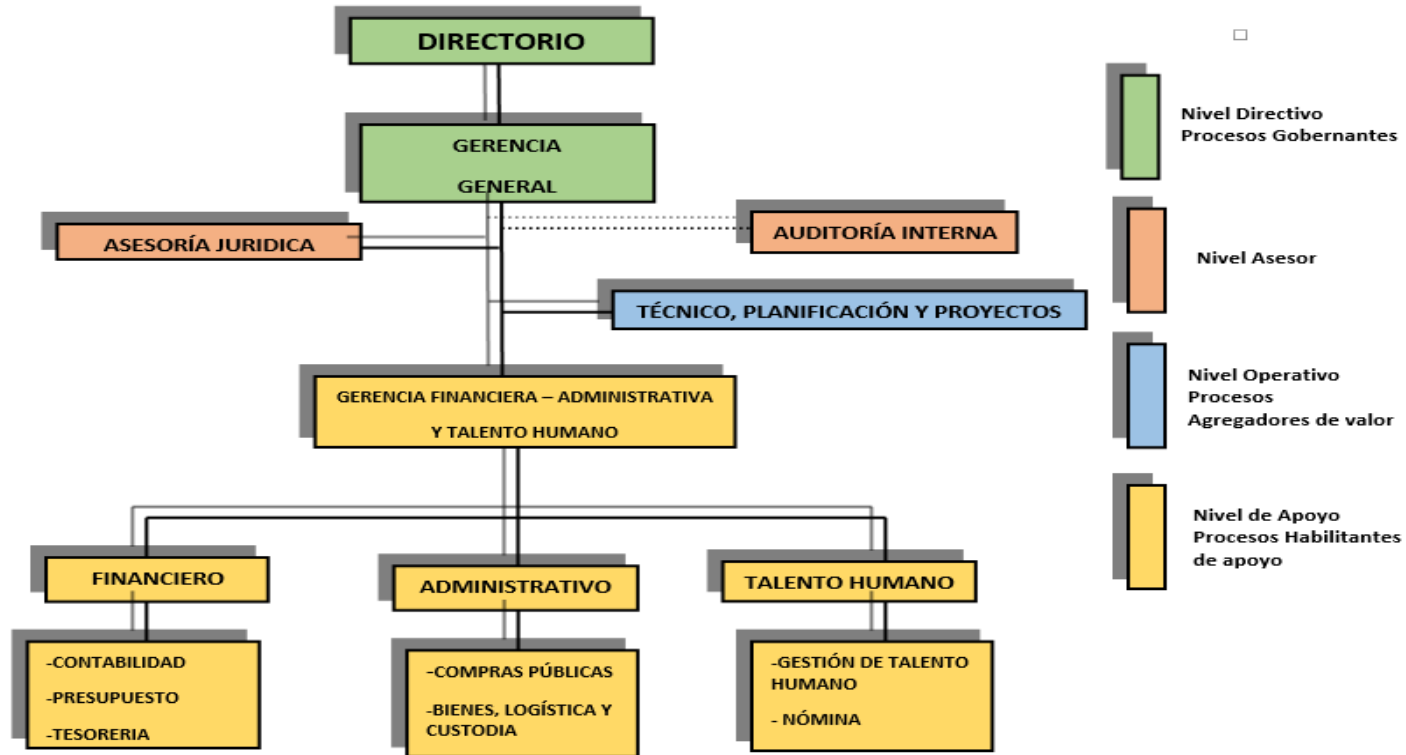 DIRECTORIO
GERENCIA
GENERAL
ASESORÍA JURIDICA
AUDITORÍA INTERNA
TÉCNICO, PLANIFICACIÓN Y PROYECTOS
GERENCIA FINANCIERA – ADMINISTRATIVA
Y TALENTO HUMANO
FINANCIERO
ADMINISTRATIVO
TALENTO HUMANO
-CONTABILIDAD
-PRESUPUESTO
-TESORERIA
-COMPRAS PÚBLICAS
-BIENES, LOGÍSTICA Y
CUSTODIA
-GESTIÓN DE TALENTO
HUMANO
- NÓMINA
Nivel Directivo
Procesos Gobernantes
Nivel Asesor
Nivel Operativo
Procesos
Agregadores de valor
Nivel de Apoyo
Procesos Habilitantes
de apoyo